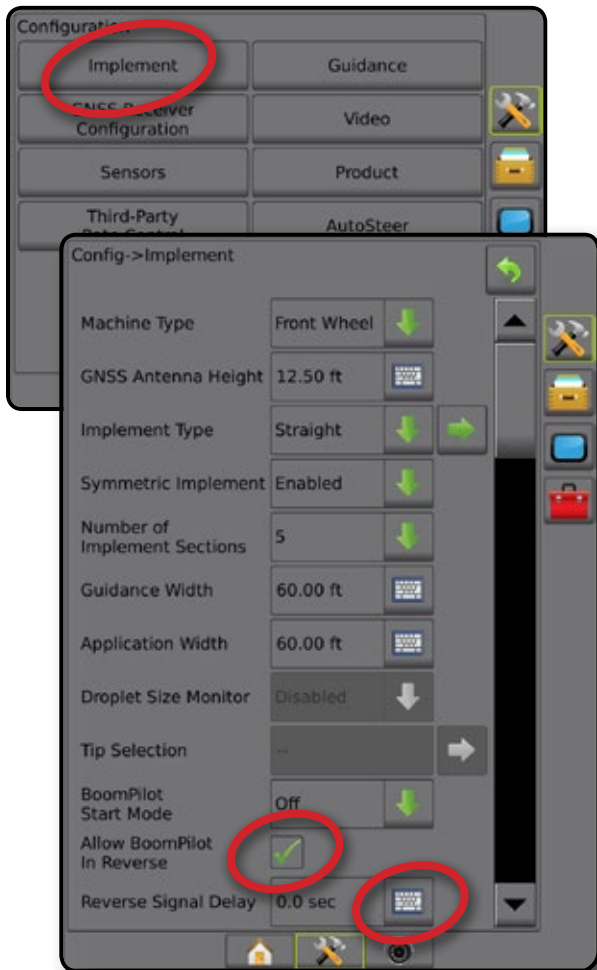 Configuration
Implement
Guidance
GNSS Receiver
Configuration
Video
Sensors
Product
Third-Party
Rate Control
AutoSteer
Config->Implement
Machine Type
Front Wheel
GNSS Antenna Height
12.50 ft
Implement Type
Straight
Symmetric Implement
Enabled
Number of
Implement Sections
5
Guidance Width
60.00 ft
Application Width
60.00 ft
Droplet Size Monitor
Disabled
Tip Selection
--
BoomPilot
Start Mode
Off
Allow BoomPilot
In Reverse
Reverse Signal Delay
0.0 sec